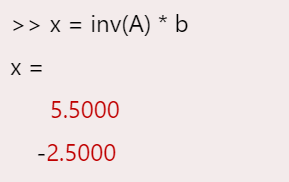 >> x = inv(A) * b
x =
5.5000
-2.5000